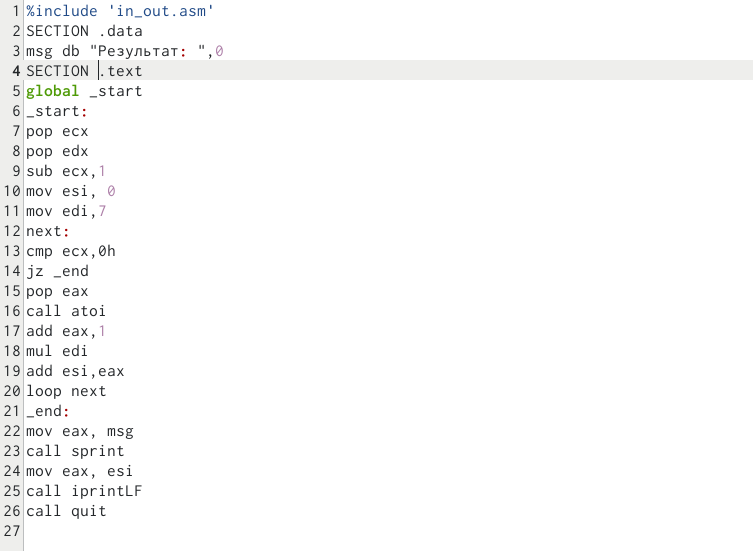 1 %include 'in_out.asm'
2 SECTION .data
3 msg db "Результат: ",0
4 SECTION .text
5 global _start
6 _start:
7 pop ecx
8 pop edx
9 sub ecx,1
10 mov esi, 0
11 mov edi,7
12 next:
13 cmp ecx,0h
14 jz _end
15 pop eax
16 call atoi
17 add eax,1
18 mul edi
19 add esi,eax
20 loop next
21 _end:
22 mov eax, msg
23 call sprint
24 mov eax, esi
25 call iprintLF
26 call quit
27